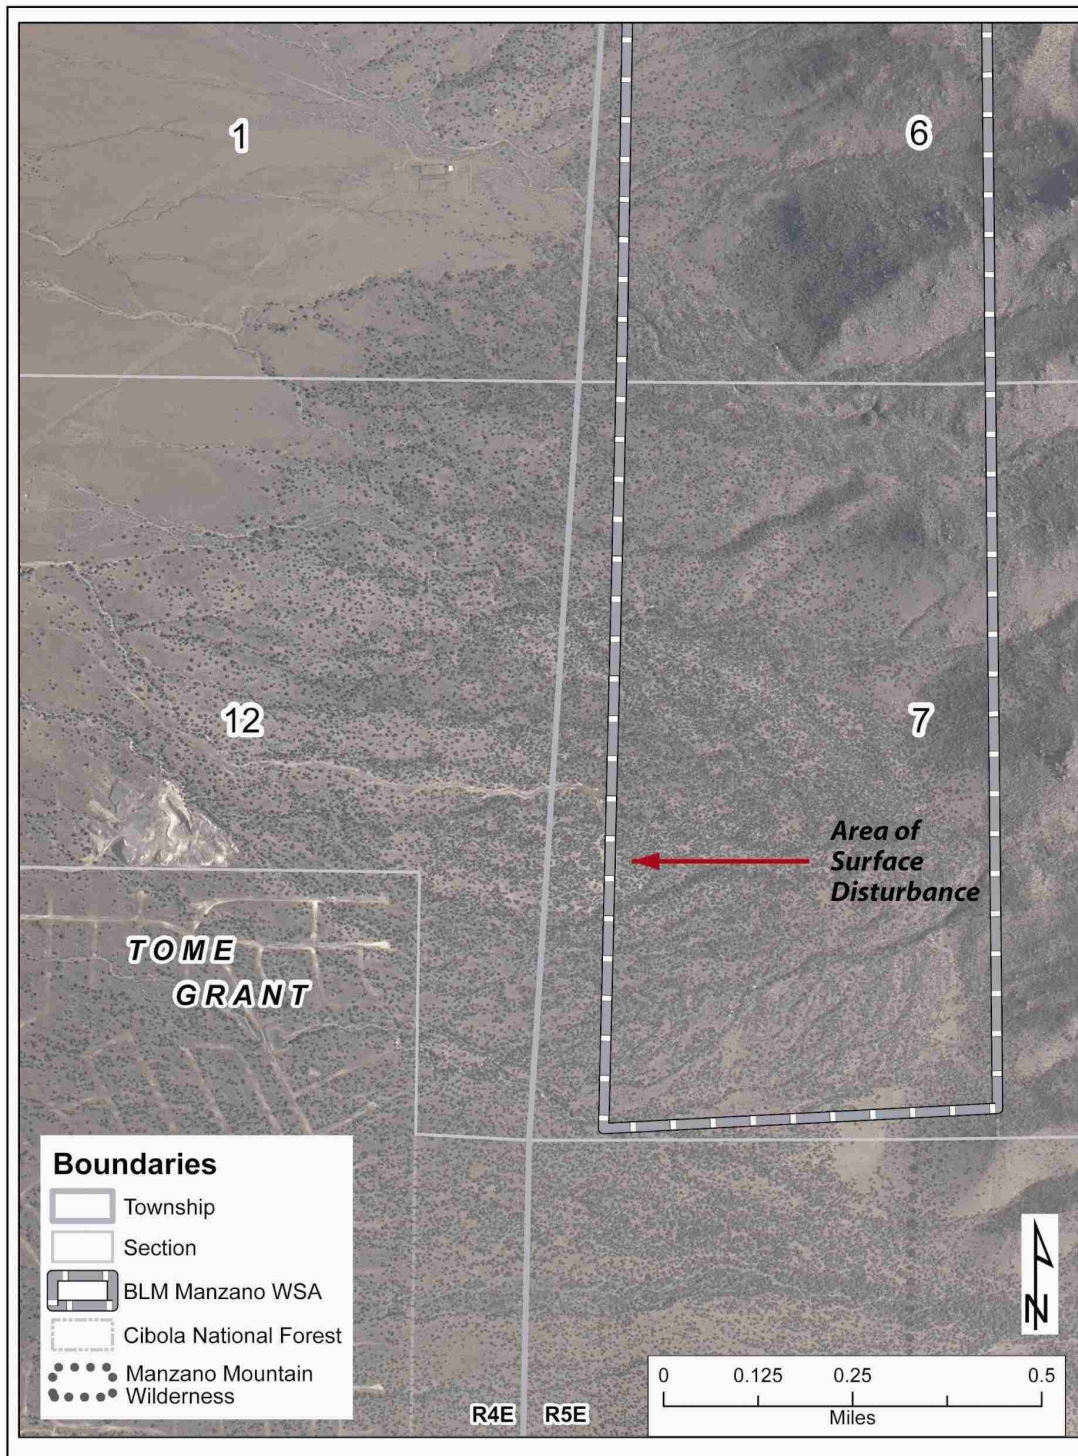 1
6
12
7
Area of
Surface
Disturbance
TOME
GRANT
Boundaries
Township
Section
BLM Manzano WSA
Cibola National Forest
Manzano Mountain
Wilderness
R4E
R5E
N
0 0.125 0.25 0.5
Miles